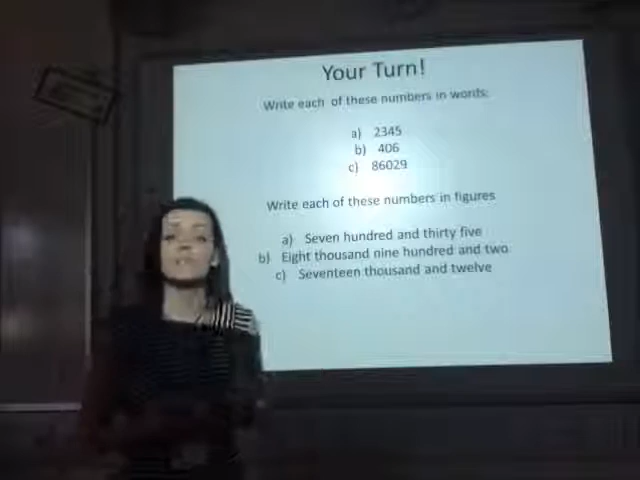 Your Turn!
Write each of these numbers in words:
a) 2345
b) 406
c) 86029
Write each of these numbers in figures
a) Seven hundred and thirty five
b) Eight thousand nine hundred and two
c) Seventeen thousand and twelve